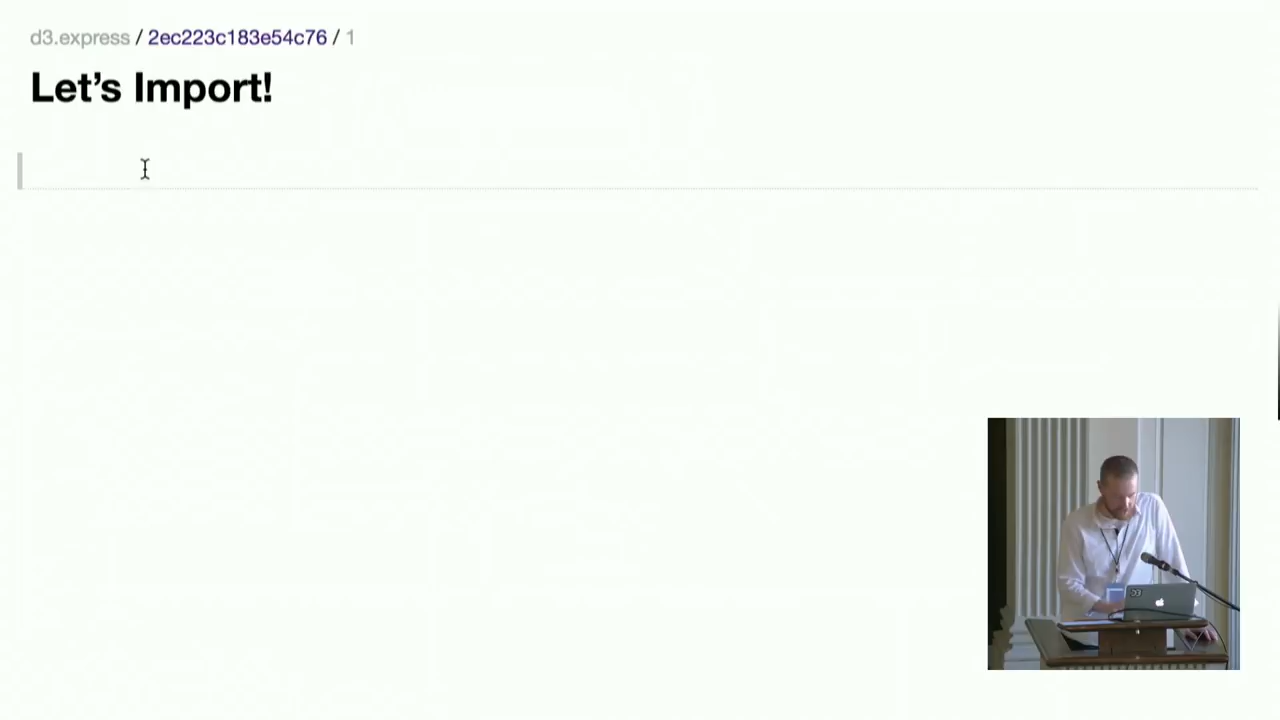 d3.express / 2ec223c183e54c76 / 1
Let’s Import!